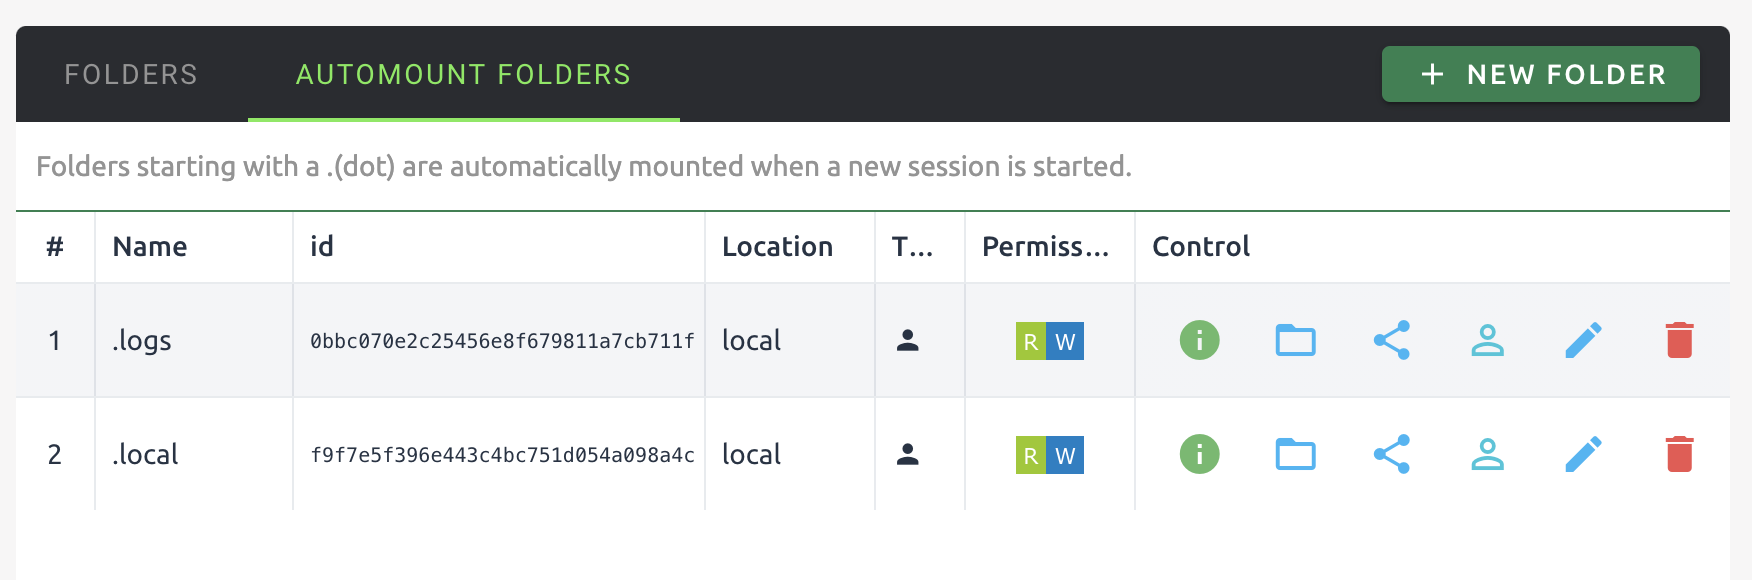 FOLDERS AUTOMOUNT FOLDERS + NEW FOLDER
Folders starting with a .(dot) are automatically mounted when a new session is started.
# Name id Location T... Permiss... Control
1 .logs 0bbc070e2c25456e8f679811a7cb711f local R W i
2 .local f9f7e5f396e443c4bc751d054a098a4c local R W i